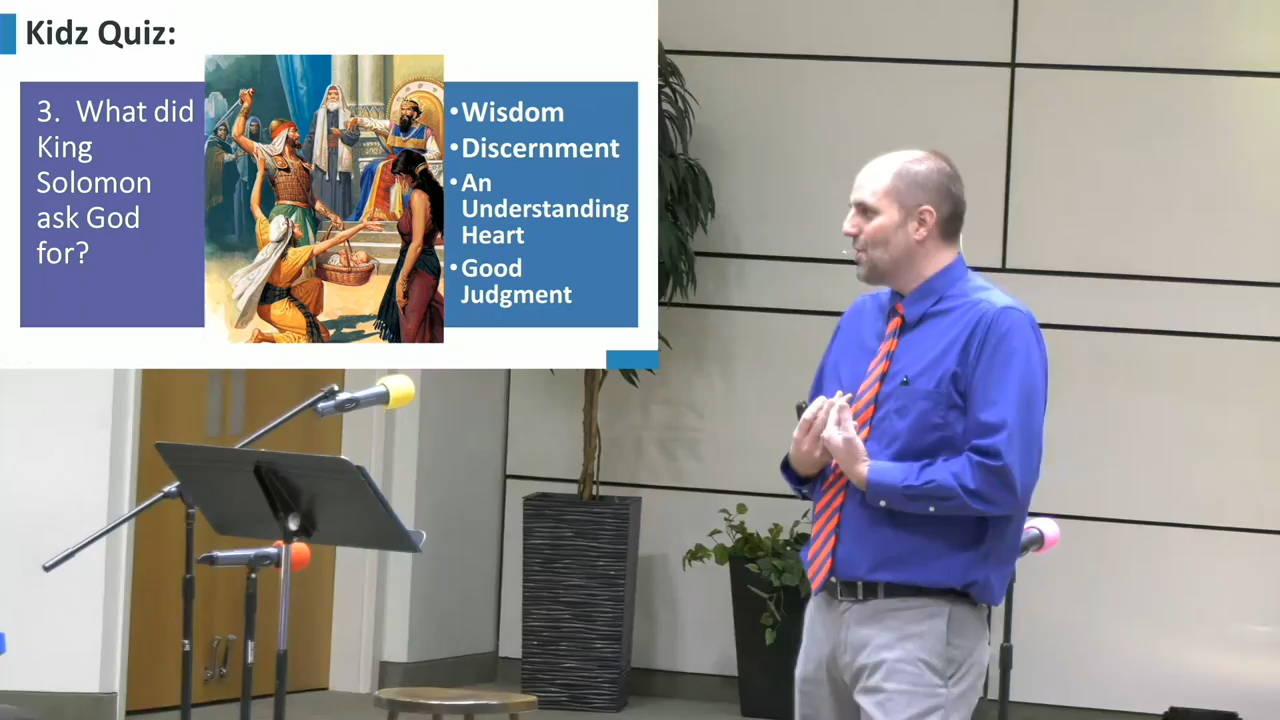 Kidz Quiz:
3. What did
King
Solomon
ask God
for?
•Wisdom
•Discernment
•An
Understanding
Heart
•Good
Judgment